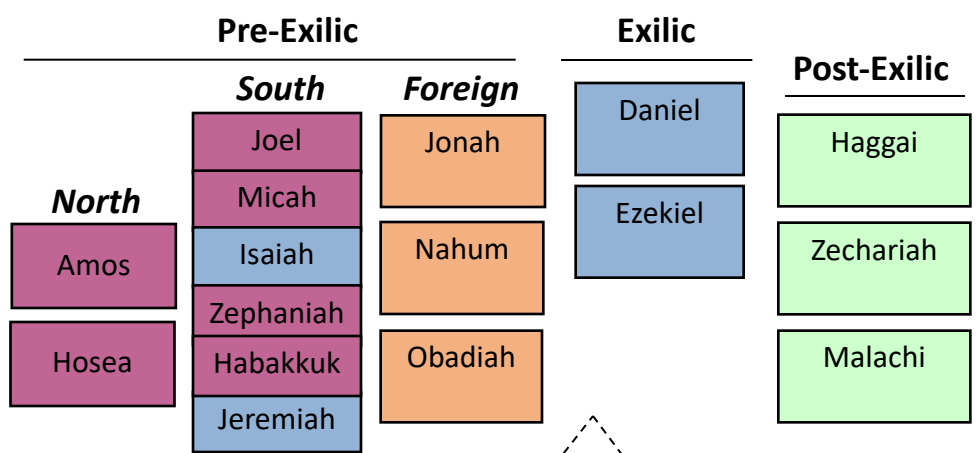 Pre-Exilic
Exilic
Post-Exilic
South
Foreign
North
Joel
Micah
Isaiah
Zephaniah
Habakkuk
Jeremiah
Amos
Hosea
Jonah
Nahum
Obadiah
Daniel
Ezekiel
Haggai
Zechariah
Malachi